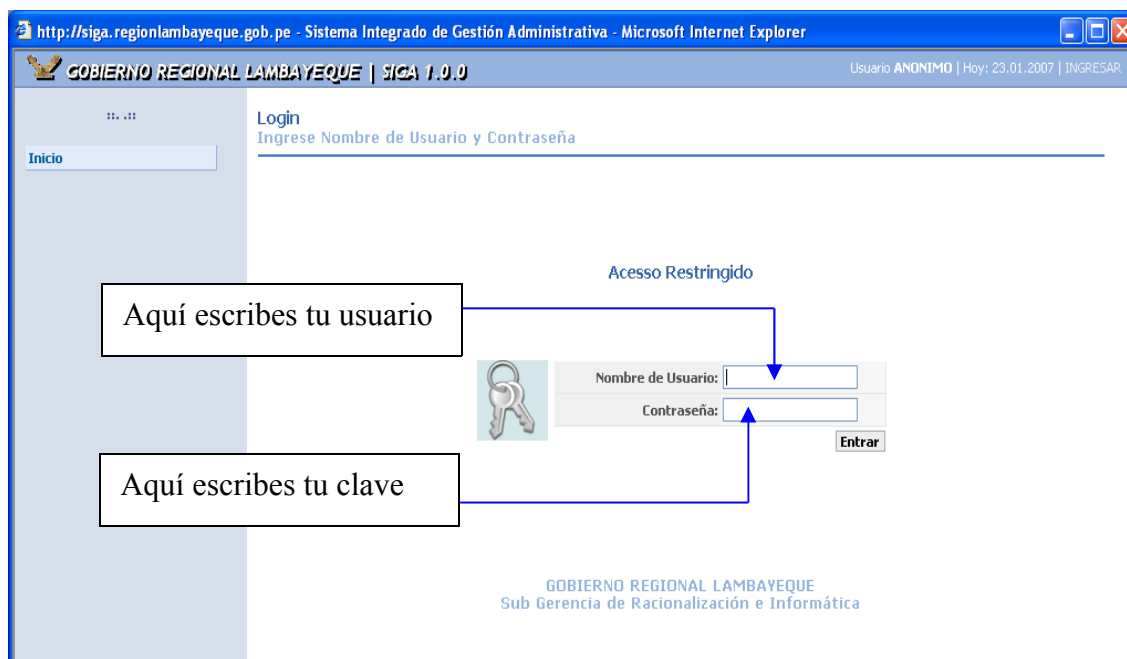 http://siga.regionlambayeque.gob.pe - Sistema Integrado de Gestión Administrativa - Microsoft Internet Explorer
GOBIERNO REGIONAL LAMBAYEQUE | SIGA 1.0.0
Usuario ANONIMO | Hoy: 23.01.2007 | INGRESAR
::. .::
Inicio
Login
Ingrese Nombre de Usuario y Contraseña
Acesso Restringido
Aquí escribes tu usuario
Nombre de Usuario:
Contraseña:
Entrar
Aquí escribes tu clave
GOBIERNO REGIONAL LAMBAYEQUE
Sub Gerencia de Racionalización e Informática